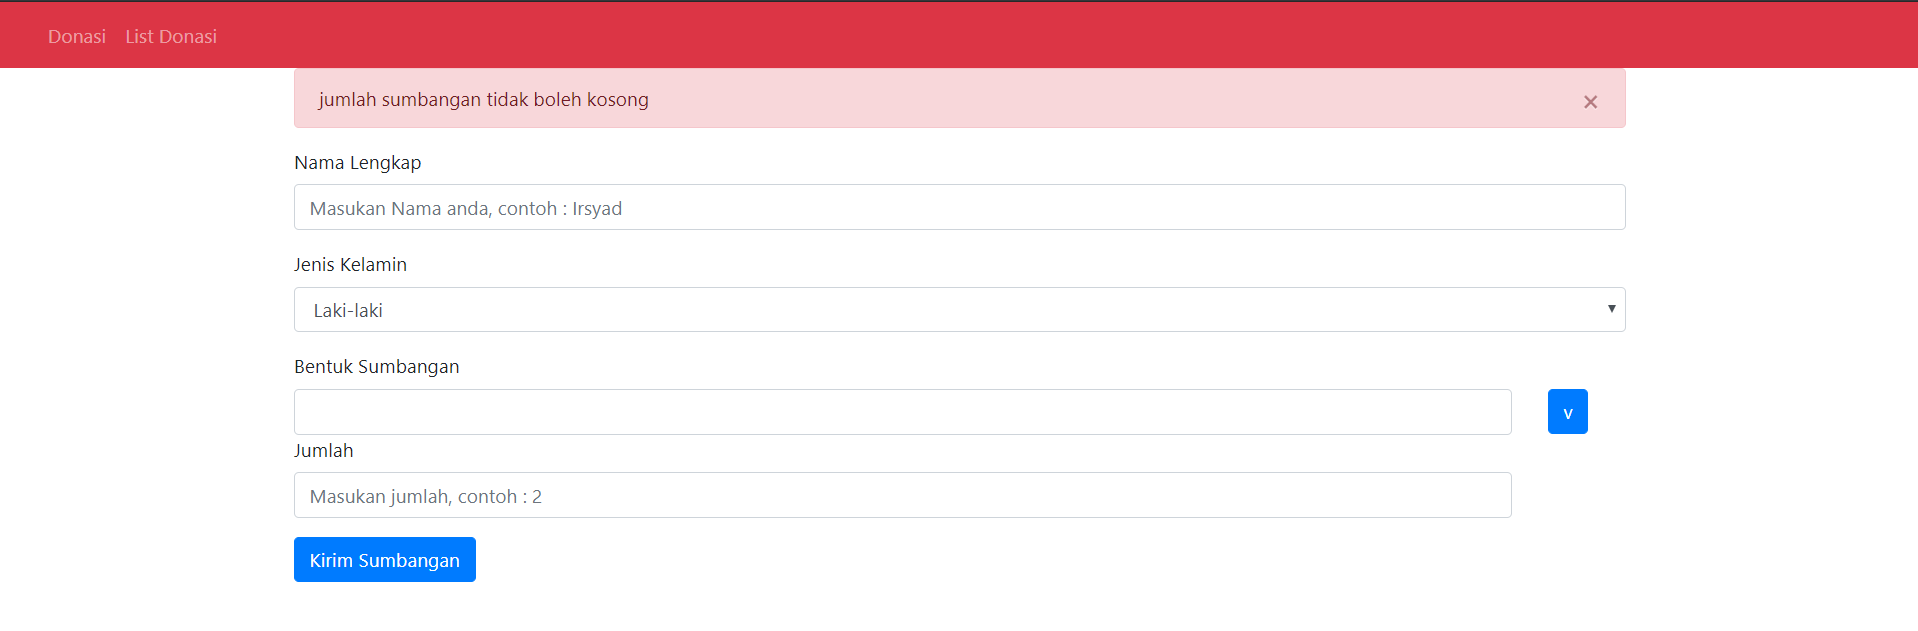 Donasi List Donasi
jumlah sumbangan tidak boleh kosong ×
Nama Lengkap
Masukan Nama anda, contoh : Irsyad
Jenis Kelamin
Laki-laki
Bentuk Sumbangan
v
Jumlah
Masukan jumlah, contoh : 2
Kirim Sumbangan